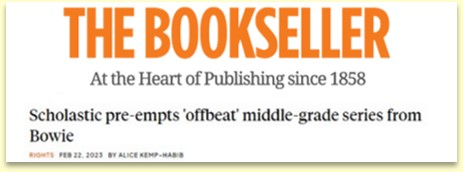 THE BOOKSELLER
At the Heart of Publishing since 1858
Scholastic pre-empts 'offbeat' middle-grade series from
Bowie
RIGHTS FEB 22, 2023 BY ALICE KEMP-HABIB